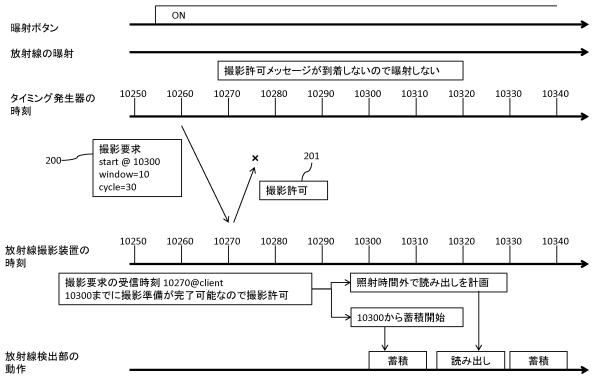 曝射ボタン
ON
放射線の曝射
撮影許可メッセージが到着しないので曝射しない
タイミング発生器の
時刻
10250 10260 10270 10280 10290 10300 10310 10320 10330 10340
200
撮影要求
start @ 10300
window=10
cycle=30
×
201
撮影許可
放射線撮影装置の
時刻
10250 10260 10270 10280 10290 10300 10310 10320 10330 10340
撮影要求の受信時刻 10270@client
10300までに撮影準備が完了可能なので撮影許可
照射時間外で読み出しを計画
10300から蓄積開始
放射線検出部の
動作
蓄積 読み出し 蓄積